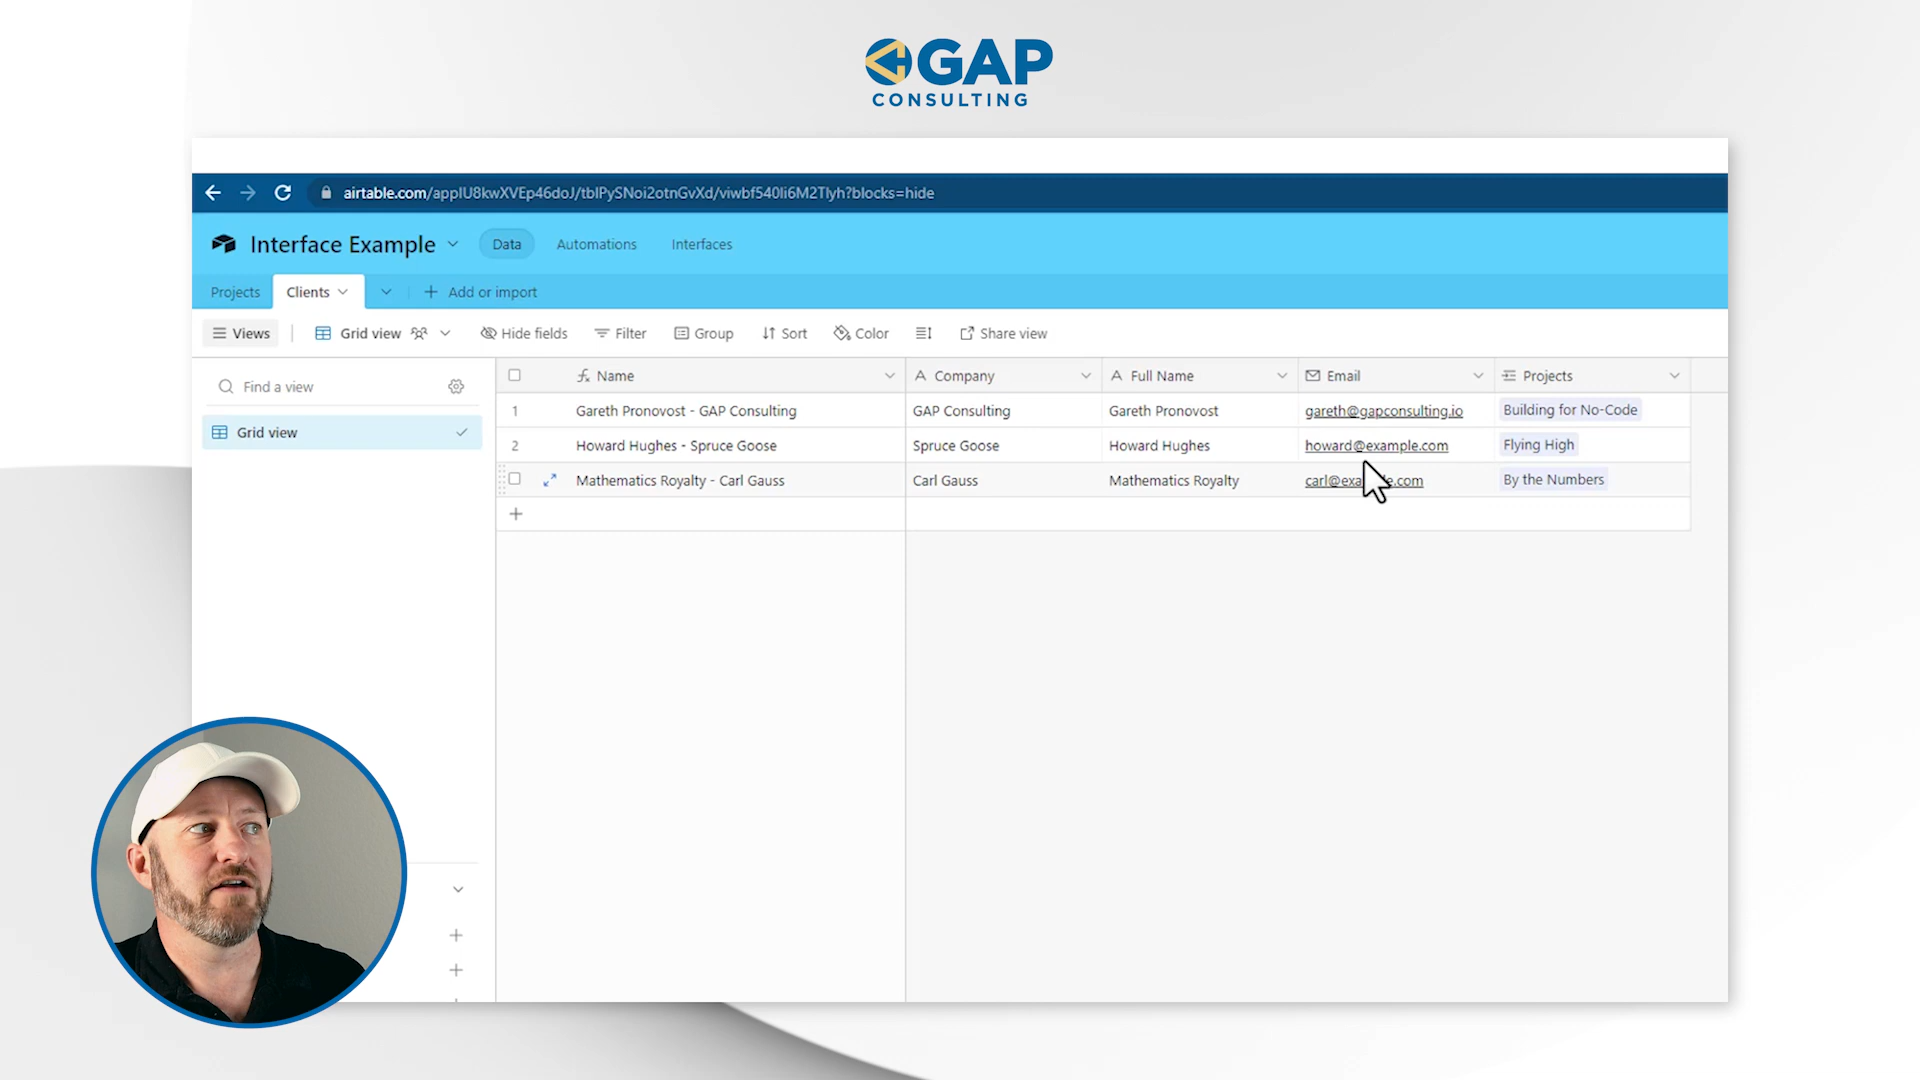 GAP
CONSULTING
airtable.com/appIU8kwXVEp46doJ/tblPySNoi2otnGvXd/viwbf540Ii6M2TIyh?blocks=hide
Interface Example Data Automations Interfaces
Projects Clients Add or import
Views Grid view Hide fields Filter Group Sort Color Share view
Find a view
Grid view
Name Company Full Name Email Projects
1 Gareth Pronovost - GAP Consulting GAP Consulting Gareth Pronovost gareth@gapconsulting.io Building for No-Code
2 Howard Hughes - Spruce Goose Spruce Goose Howard Hughes howard@example.com Flying High
Mathematics Royalty - Carl Gauss Carl Gauss Mathematics Royalty By the Numbers